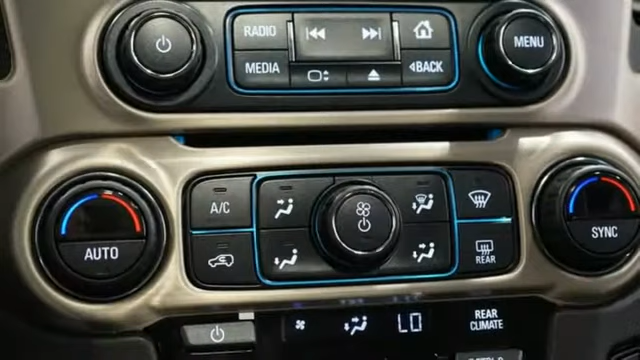 RADIO
MENU
MEDIA
BACK
A/C
AUTO
SYNC
REAR
LO
REAR
CLIMATE